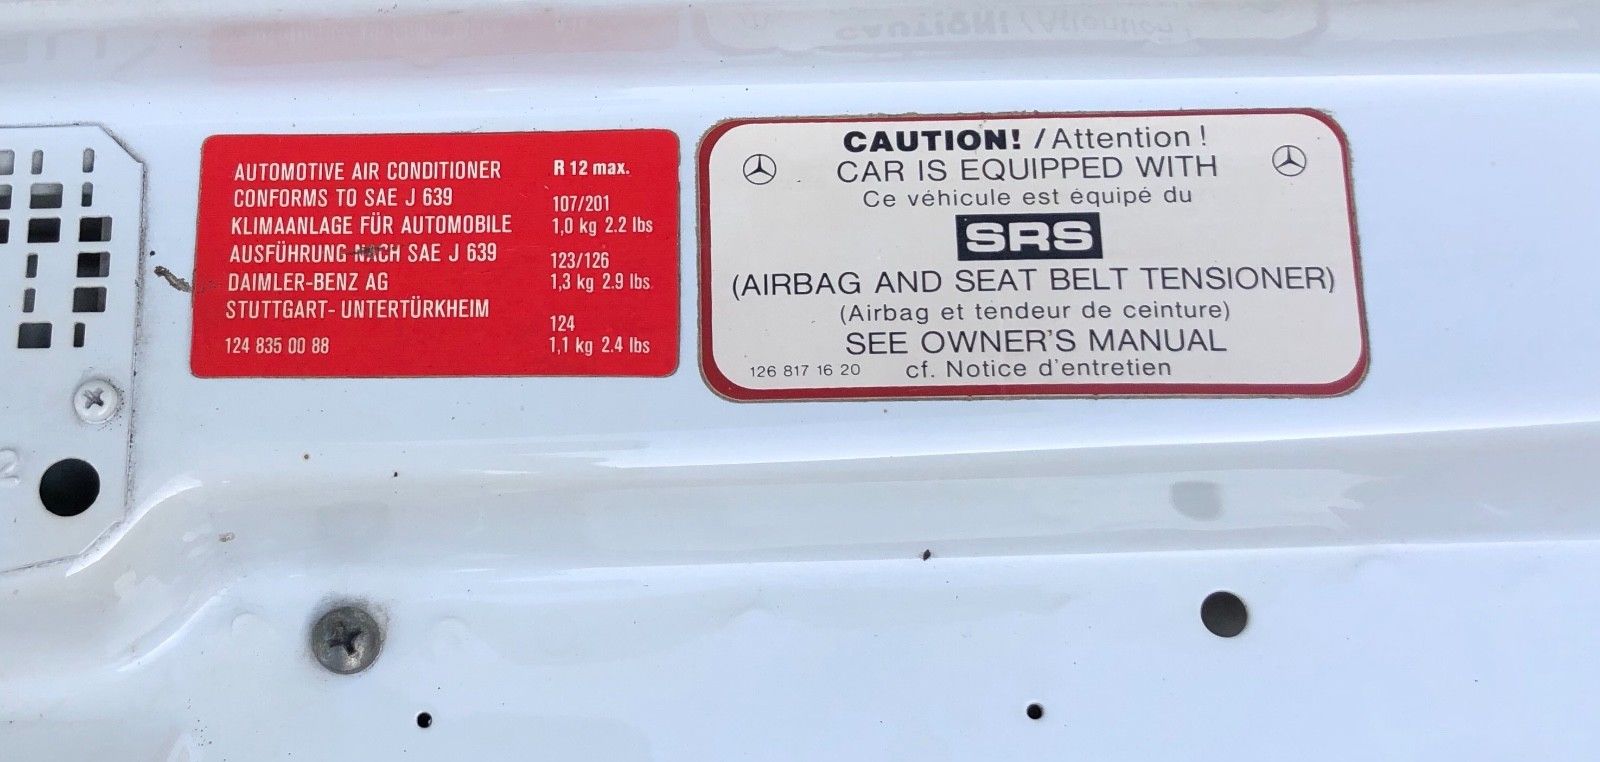 AUTOMOTIVE AIR CONDITIONER
CONFORMS TO SAE J 639
KLIMAANLAGE FÜR AUTOMOBILE
AUSFÜHRUNG NACH SAE J 639
DAIMLER-BENZ AG
STUTTGART- UNTERTÜRKHEIM
124 835 00 88
R 12 max.
107/201
1,0 kg 2.2 lbs
123/126
1,3 kg 2.9 lbs
124
1,1 kg 2.4 lbs
CAUTION! / Attention !
CAR IS EQUIPPED WITH
Ce véhicule est équipé du
SRS
(AIRBAG AND SEAT BELT TENSIONER)
(Airbag et tendeur de ceinture)
SEE OWNER'S MANUAL
126 817 16 20 cf. Notice d'entretien